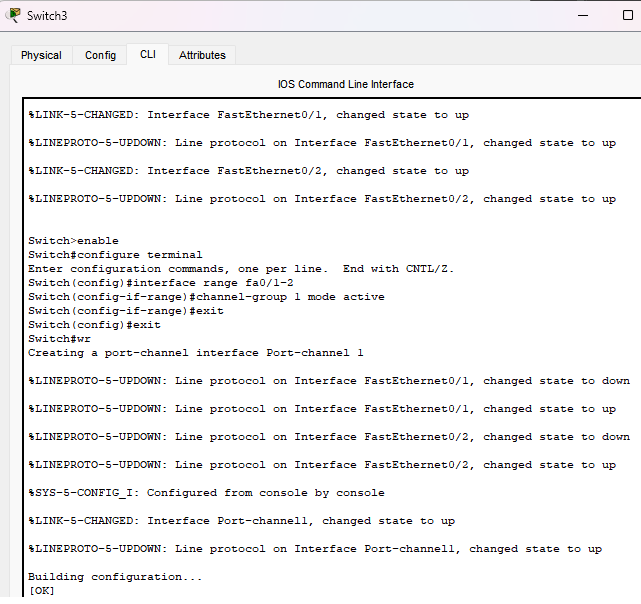 Switch3
Physical Config CLI Attributes
IOS Command Line Interface
%LINK-5-CHANGED: Interface FastEthernet0/1, changed state to up
%LINEPROTO-5-UPDOWN: Line protocol on Interface FastEthernet0/1, changed state to up
%LINK-5-CHANGED: Interface FastEthernet0/2, changed state to up
%LINEPROTO-5-UPDOWN: Line protocol on Interface FastEthernet0/2, changed state to up
Switch>enable
Switch#configure terminal
Enter configuration commands, one per line.  End with CNTL/Z.
Switch(config)#interface range fa0/1-2
Switch(config-if-range)#channel-group 1 mode active
Switch(config-if-range)#exit
Switch(config)#exit
Switch#wr
Creating a port-channel interface Port-channel 1
%LINEPROTO-5-UPDOWN: Line protocol on Interface FastEthernet0/1, changed state to down
%LINEPROTO-5-UPDOWN: Line protocol on Interface FastEthernet0/1, changed state to up
%LINEPROTO-5-UPDOWN: Line protocol on Interface FastEthernet0/2, changed state to down
%LINEPROTO-5-UPDOWN: Line protocol on Interface FastEthernet0/2, changed state to up
%SYS-5-CONFIG_I: Configured from console by console
%LINK-5-CHANGED: Interface Port-channel1, changed state to up
%LINEPROTO-5-UPDOWN: Line protocol on Interface Port-channel1, changed state to up
Building configuration...
[OK]